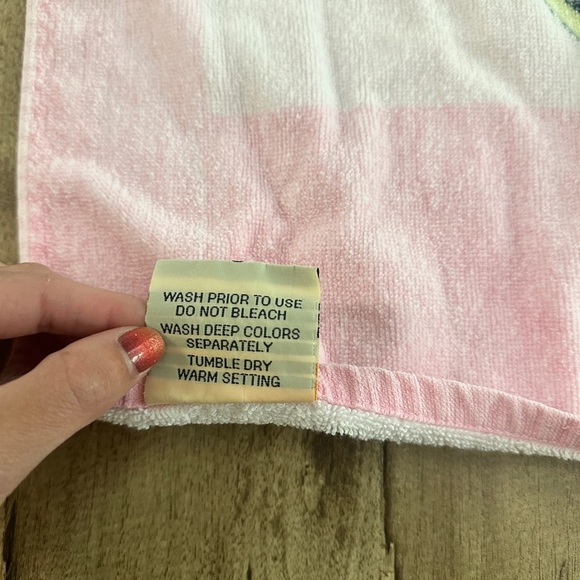 WASH PRIOR TO USE
DO NOT BLEACH
WASH DEEP COLORS
SEPARATELY
TUMBLE DRY
WARM SETTING